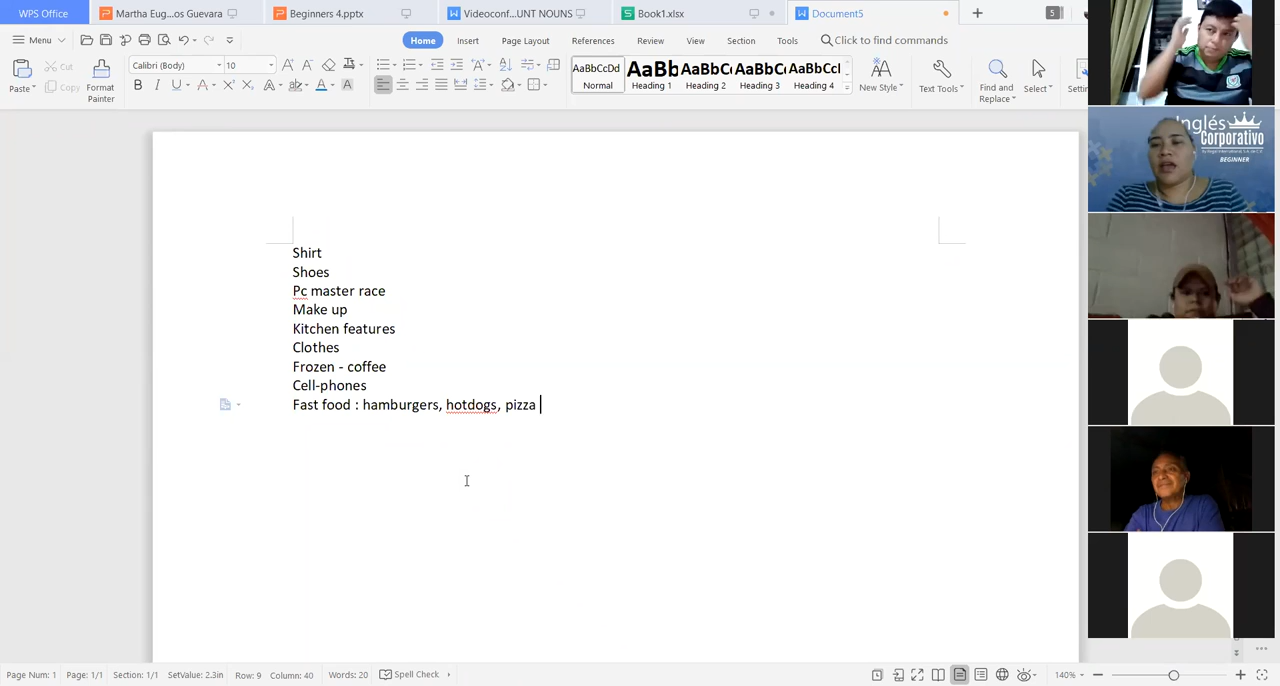 WPS Office
Martha Eug...os Guevara
Beginners 4.pptx
Videoconf...UNT NOUNS
Book1.xlsx
Document5
5
Menu
Home
Insert
Page Layout
References
Review
View
Section
Tools
Click to find commands
Paste
Cut
Copy
Format Painter
Calibri (Body)
10
AaBbCcDd
Normal
AaBb
Heading 1
AaBbC
Heading 2
AaBbC
Heading 3
AaBbCcl
Heading 4
New Style
Text Tools
Find and Replace
Select
Inglés
Corporativo
BEGINNER
Shirt
Shoes
Pc master race
Make up
Kitchen features
Clothes
Frozen - coffee
Cell-phones
Fast food : hamburgers, hotdogs, pizza
Page Num: 1
Page: 1/1
Section: 1/1
SetValue: 2.3in
Row: 9
Column: 40
Words: 20
Spell Check
140%